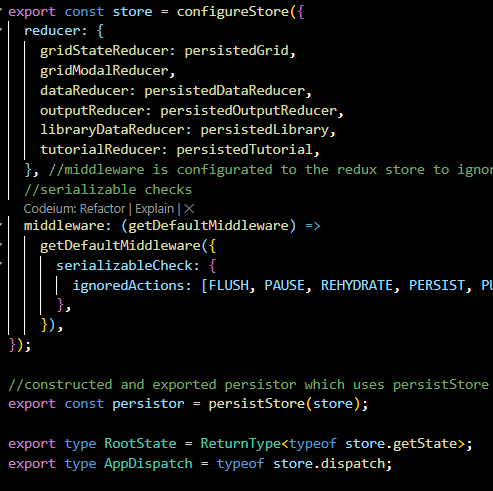 export const store = configureStore({
reducer: {
gridStateReducer: persistedGrid,
gridModalReducer,
dataReducer: persistedDataReducer,
outputReducer: persistedOutputReducer,
libraryDataReducer: persistedLibrary,
tutorialReducer: persistedTutorial,
}, //middleware is configurated to the redux store to
//serializable checks
Codeium: Refactor | Explain | ✕
middleware: (getDefaultMiddleware) =>
getDefaultMiddleware({
serializableCheck: {
ignoredActions: [FLUSH, PAUSE, REHYDRATE, PERSIST,
},
}),
});
//constructed and exported persistor which uses persistStore
export const persistor = persistStore(store);
export type RootState = ReturnType<typeof store.getState>;
export type AppDispatch = typeof store.dispatch;